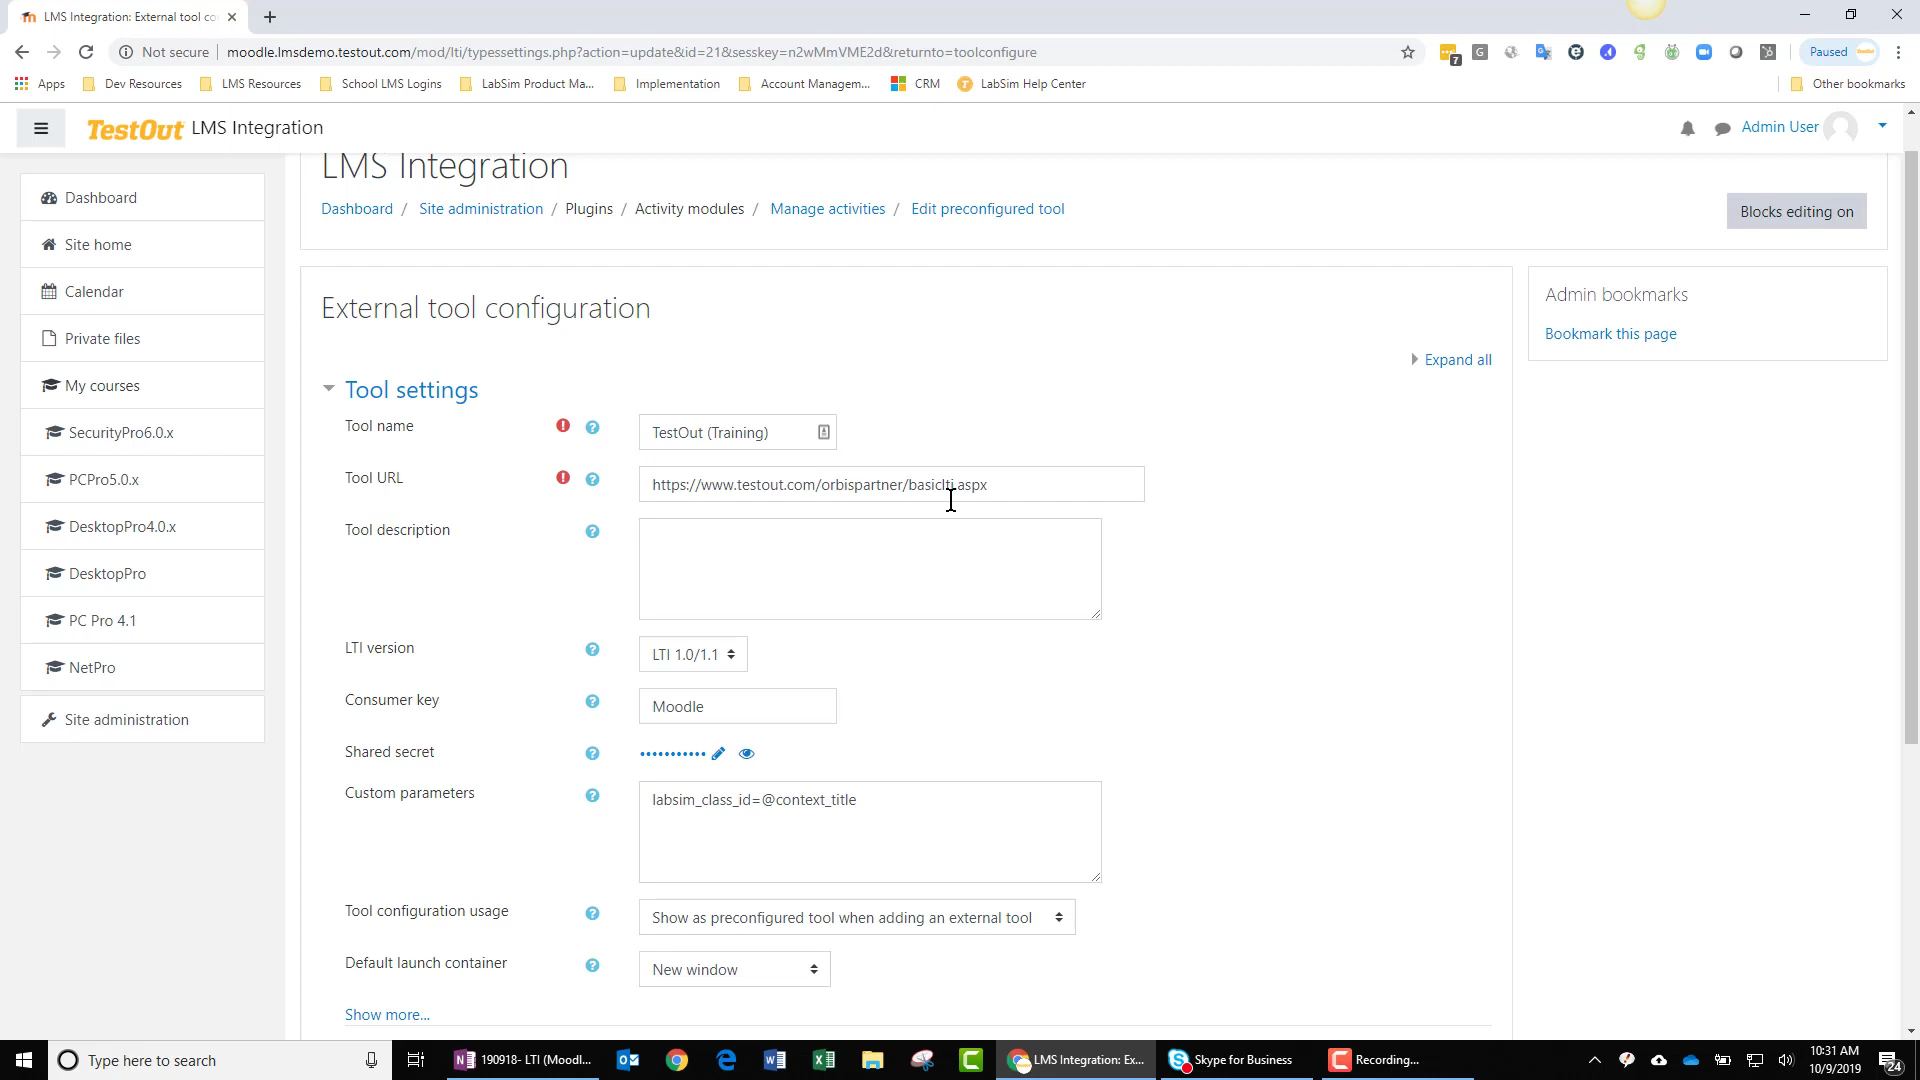 LMS Integration: External tool co
Not secure
moodle.lmsdemo.testout.com/mod/lti/typessettings.php?action=update&id=21&sesskey=n2wMmVME2d&returnto=toolconfigure
7
Paused
Apps
Dev Resources
LMS Resources
School LMS Logins
LabSim Product Ma...
Implementation
Account Managem...
CRM
LabSim Help Center
Other bookmarks
TestOut LMS Integration
Admin User
LMS Integration
Dashboard / Site administration / Plugins / Activity modules / Manage activities / Edit preconfigured tool
Blocks editing on
Dashboard
Site home
Calendar
Private files
My courses
SecurityPro6.0.x
PCPro5.0.x
DesktopPro4.0.x
DesktopPro
PC Pro 4.1
NetPro
Site administration
External tool configuration
Expand all
Tool settings
Tool name
TestOut (Training)
Tool URL
https://www.testout.com/orbispartner/basiclti.aspx
Tool description
LTI version
LTI 1.0/1.1
Consumer key
Moodle
Shared secret
•••••••••••
Custom parameters
labsim_class_id=@context_title
Tool configuration usage
Show as preconfigured tool when adding an external tool
Default launch container
New window
Show more...
Admin bookmarks
Bookmark this page
Type here to search
190918- LTI (Moodl...
LMS Integration: Ex...
Skype for Business
Recording...
10:31 AM
10/9/2019
24